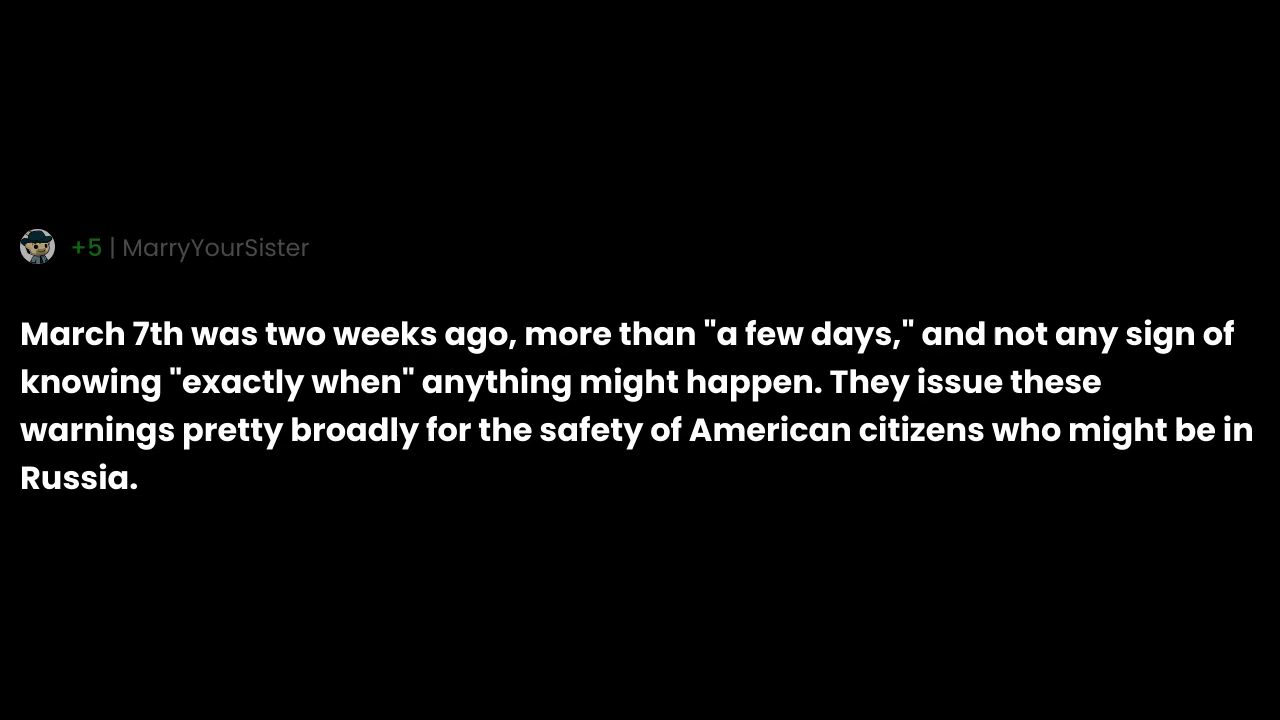 +5 | MarryYourSister
March 7th was two weeks ago, more than "a few days," and not any sign of
knowing "exactly when" anything might happen. They issue these
warnings pretty broadly for the safety of American citizens who might be in
Russia.